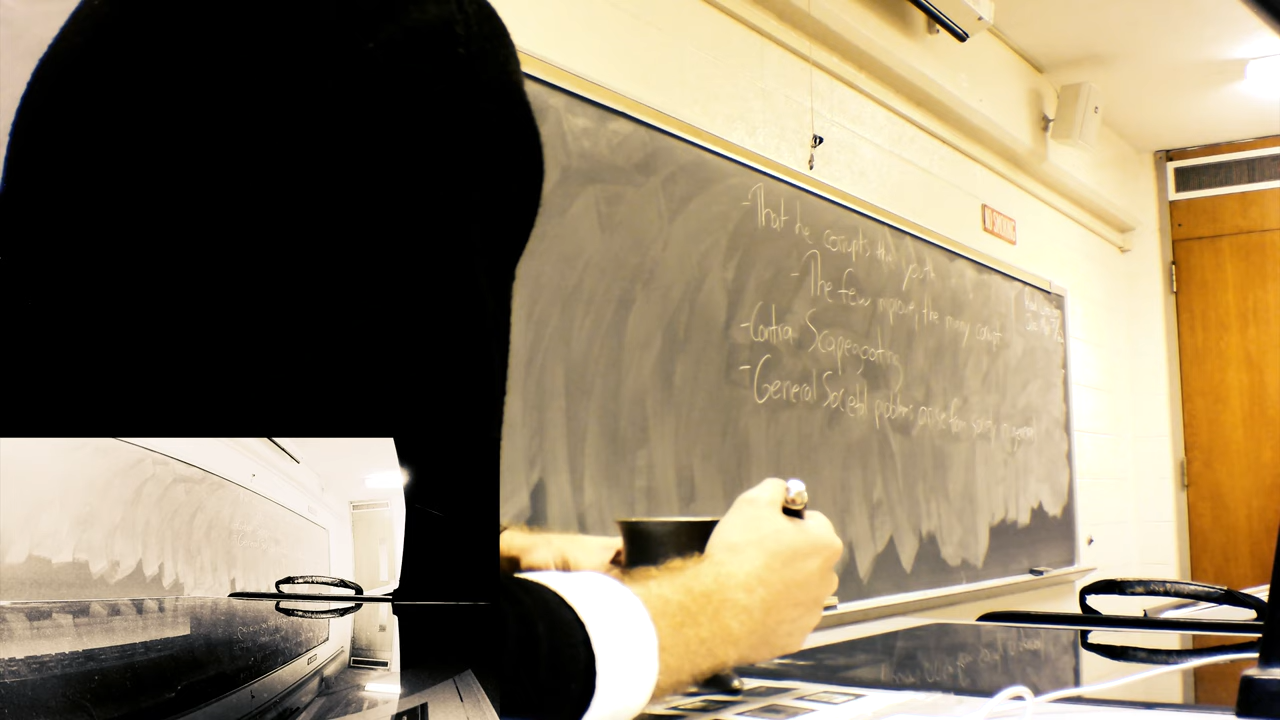 - That he corrupts the youth
- The few improve, the many corrupt
- Contra Scapegoating
- General Societal problems arise from society in general
NO SMOKING